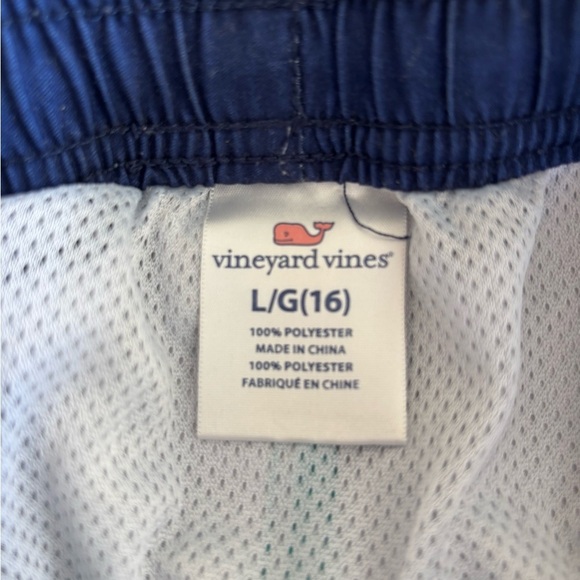 vineyard vines®
L/G(16)
100% POLYESTER
MADE IN CHINA
100% POLYESTER
FABRIQUÉ EN CHINE